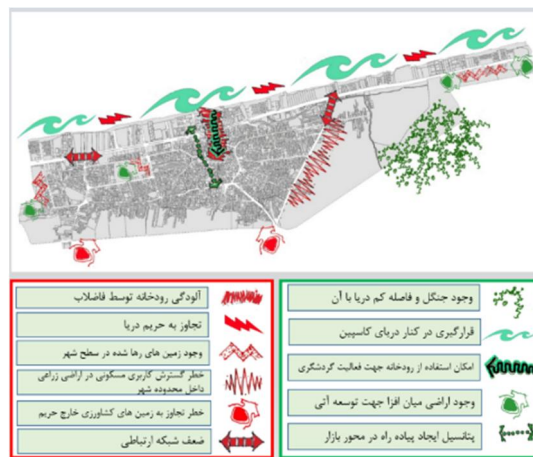 آلودگی رودخانه توسط فاضلاب
تجاوز به حریم دریا
وجود زمین های رها شده در سطح شهر
خطر گسترش کاربری مسکونی در اراضی زراعی
داخل محدوده شهر
خطر تجاوز به زمین های کشاورزی خارج حریم
ضعف شبکه ارتباطی
وجود جنگل و فاصله کم دریا با آن
قرارگیری در کنار دریای کاسپین
امکان استفاده از رودخانه جهت فعالیت گردشگری
وجود اراضی میان افزا جهت توسعه آتی
پتانسیل ایجاد پیاده راه در محور بازار